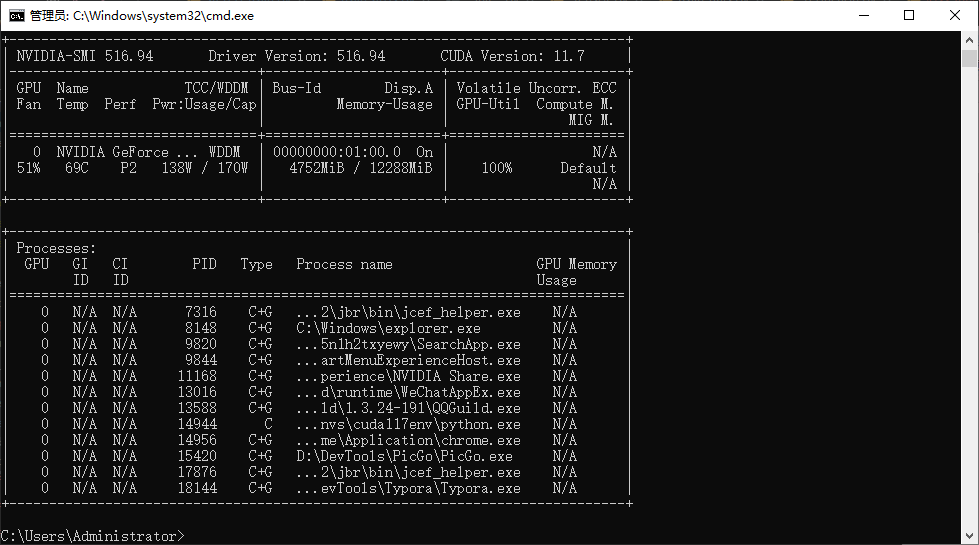 管理员: C:\Windows\system32\cmd.exe
NVIDIA-SMI 516.94 Driver Version: 516.94 CUDA Version: 11.7
GPU Name TCC/WDDM | Bus-Id Disp.A | Volatile Uncorr. ECC
Fan Temp Perf Pwr:Usage/Cap | Memory-Usage | GPU-Util Compute M.
MIG M.
0 NVIDIA GeForce ... WDDM | 00000000:01:00.0 On | N/A
51% 69C P2 138W / 170W | 4752MiB / 12288MiB | 100% Default
N/A
Processes:
GPU GI CI PID Type Process name GPU Memory
ID ID Usage
0 N/A N/A 7316 C+G ...2\jbr\bin\jcef_helper.exe N/A
0 N/A N/A 8148 C+G C:\Windows\explorer.exe N/A
0 N/A N/A 9820 C+G ...5n1h2txyewy\SearchApp.exe N/A
0 N/A N/A 9844 C+G ...artMenuExperienceHost.exe N/A
0 N/A N/A 11168 C+G ...perience\NVIDIA Share.exe N/A
0 N/A N/A 13016 C+G ...d\runtime\WeChatAppEx.exe N/A
0 N/A N/A 13588 C+G ...ld\1.3.24-191\QQGuild.exe N/A
0 N/A N/A 14944 C ...nvs\cuda117env\python.exe N/A
0 N/A N/A 14956 C+G ...me\Application\chrome.exe N/A
0 N/A N/A 15420 C+G D:\DevTools\PicGo\PicGo.exe N/A
0 N/A N/A 17876 C+G ...2\jbr\bin\jcef_helper.exe N/A
0 N/A N/A 18144 C+G ...evTools\Typora\Typora.exe N/A
C:\Users\Administrator>